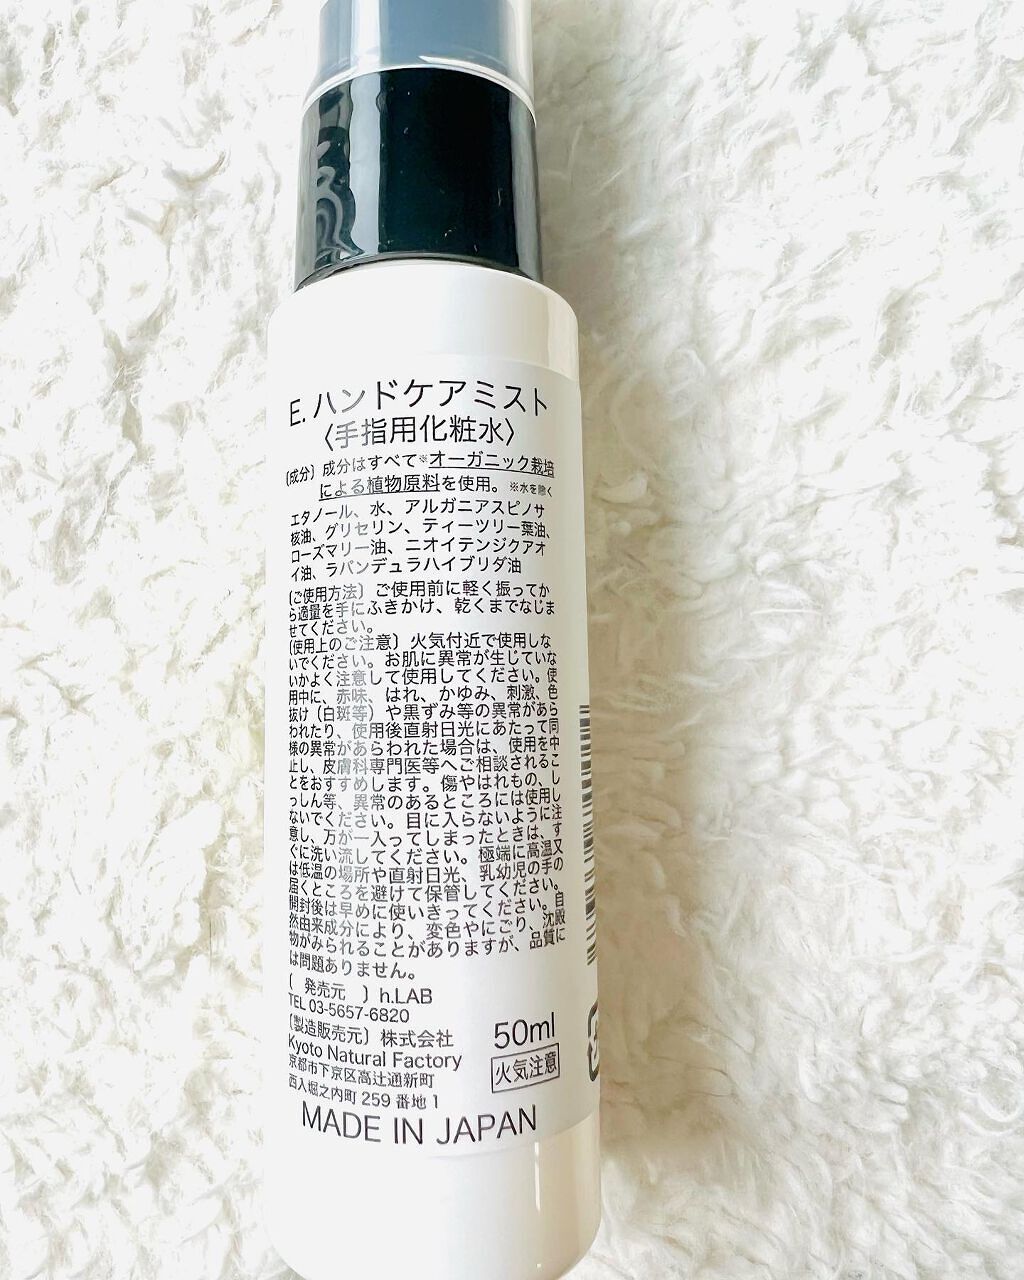 E. ハンドケアミスト
〈手指用化粧水〉
〔成分〕成分はすべて※オーガニック栽培
による植物原料を使用。※水を除く
エタノール、水、アルガニアスピノサ
核油、グリセリン、ティーツリー葉油、
ローズマリー油、ニオイテンジクアオ
イ油、ラバンデュラハイブリダ油
〔ご使用方法〕ご使用前に軽く振ってか
ら適量を手にふきかけ、乾くまでなじま
せてください。
〔使用上のご注意〕火気付近で使用しな
いでください。お肌に異常が生じていな
いかよく注意して使用してください。使
用中に、赤味、はれ、かゆみ、刺激、色
抜け（白斑等）や黒ずみ等の異常があら
われたり、使用後直射日光にあたって同
様の異常があらわれた場合は、使用を中
止し、皮膚科専門医等へご相談されるこ
とをおすすめします。傷やはれもの、し
っしん等、異常のあるところには使用し
ないでください。目に入らないように注
意し、万が一入ってしまったときは、す
ぐに洗い流してください。極端に高温又
は低温の場所や直射日光、乳幼児の手の
届くところを避けて保管してください。
開封後は早めに使いきってください。自
然由来成分により、変色やにごり、沈殿
物がみられることがありますが、品質に
は問題ありません。
〔 発売元 〕h.LAB
TEL 03-5657-6820
〔製造販売元〕株式会社
Kyoto Natural Factory
京都市下京区高辻通新町
西入堀之内町 259 番地 1
50ml
火気注意
MADE IN JAPAN